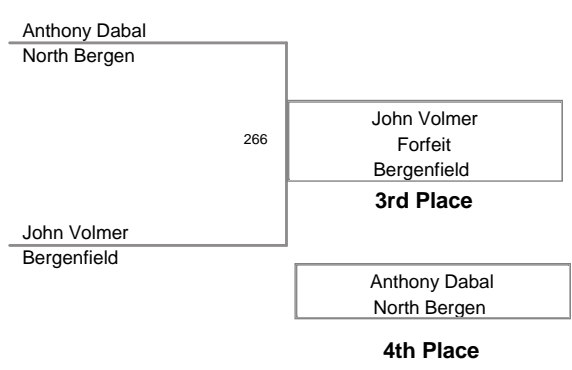 Anthony Dabal
North Bergen
266
John Volmer
Forfeit
Bergenfield
3rd Place
John Volmer
Bergenfield
Anthony Dabal
North Bergen
4th Place